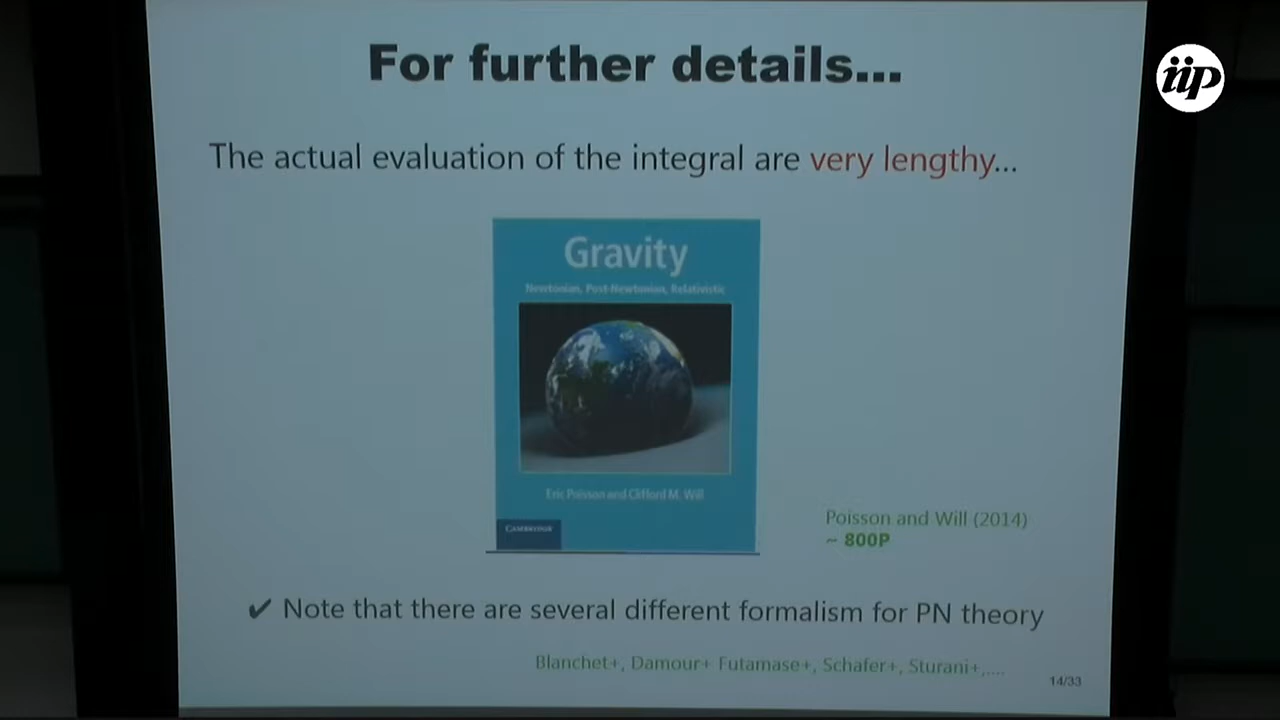 For further details...
iip
The actual evaluation of the integral are very lengthy...
Gravity
Newtonian, Post-Newtonian, Relativistic
Eric Poisson and Clifford M. Will
CAMBRIDGE
Poisson and Will (2014)
~ 800P
✔ Note that there are several different formalism for PN theory
Blanchet+, Damour+ Futamase+, Schafer+, Sturani+,....
14/33